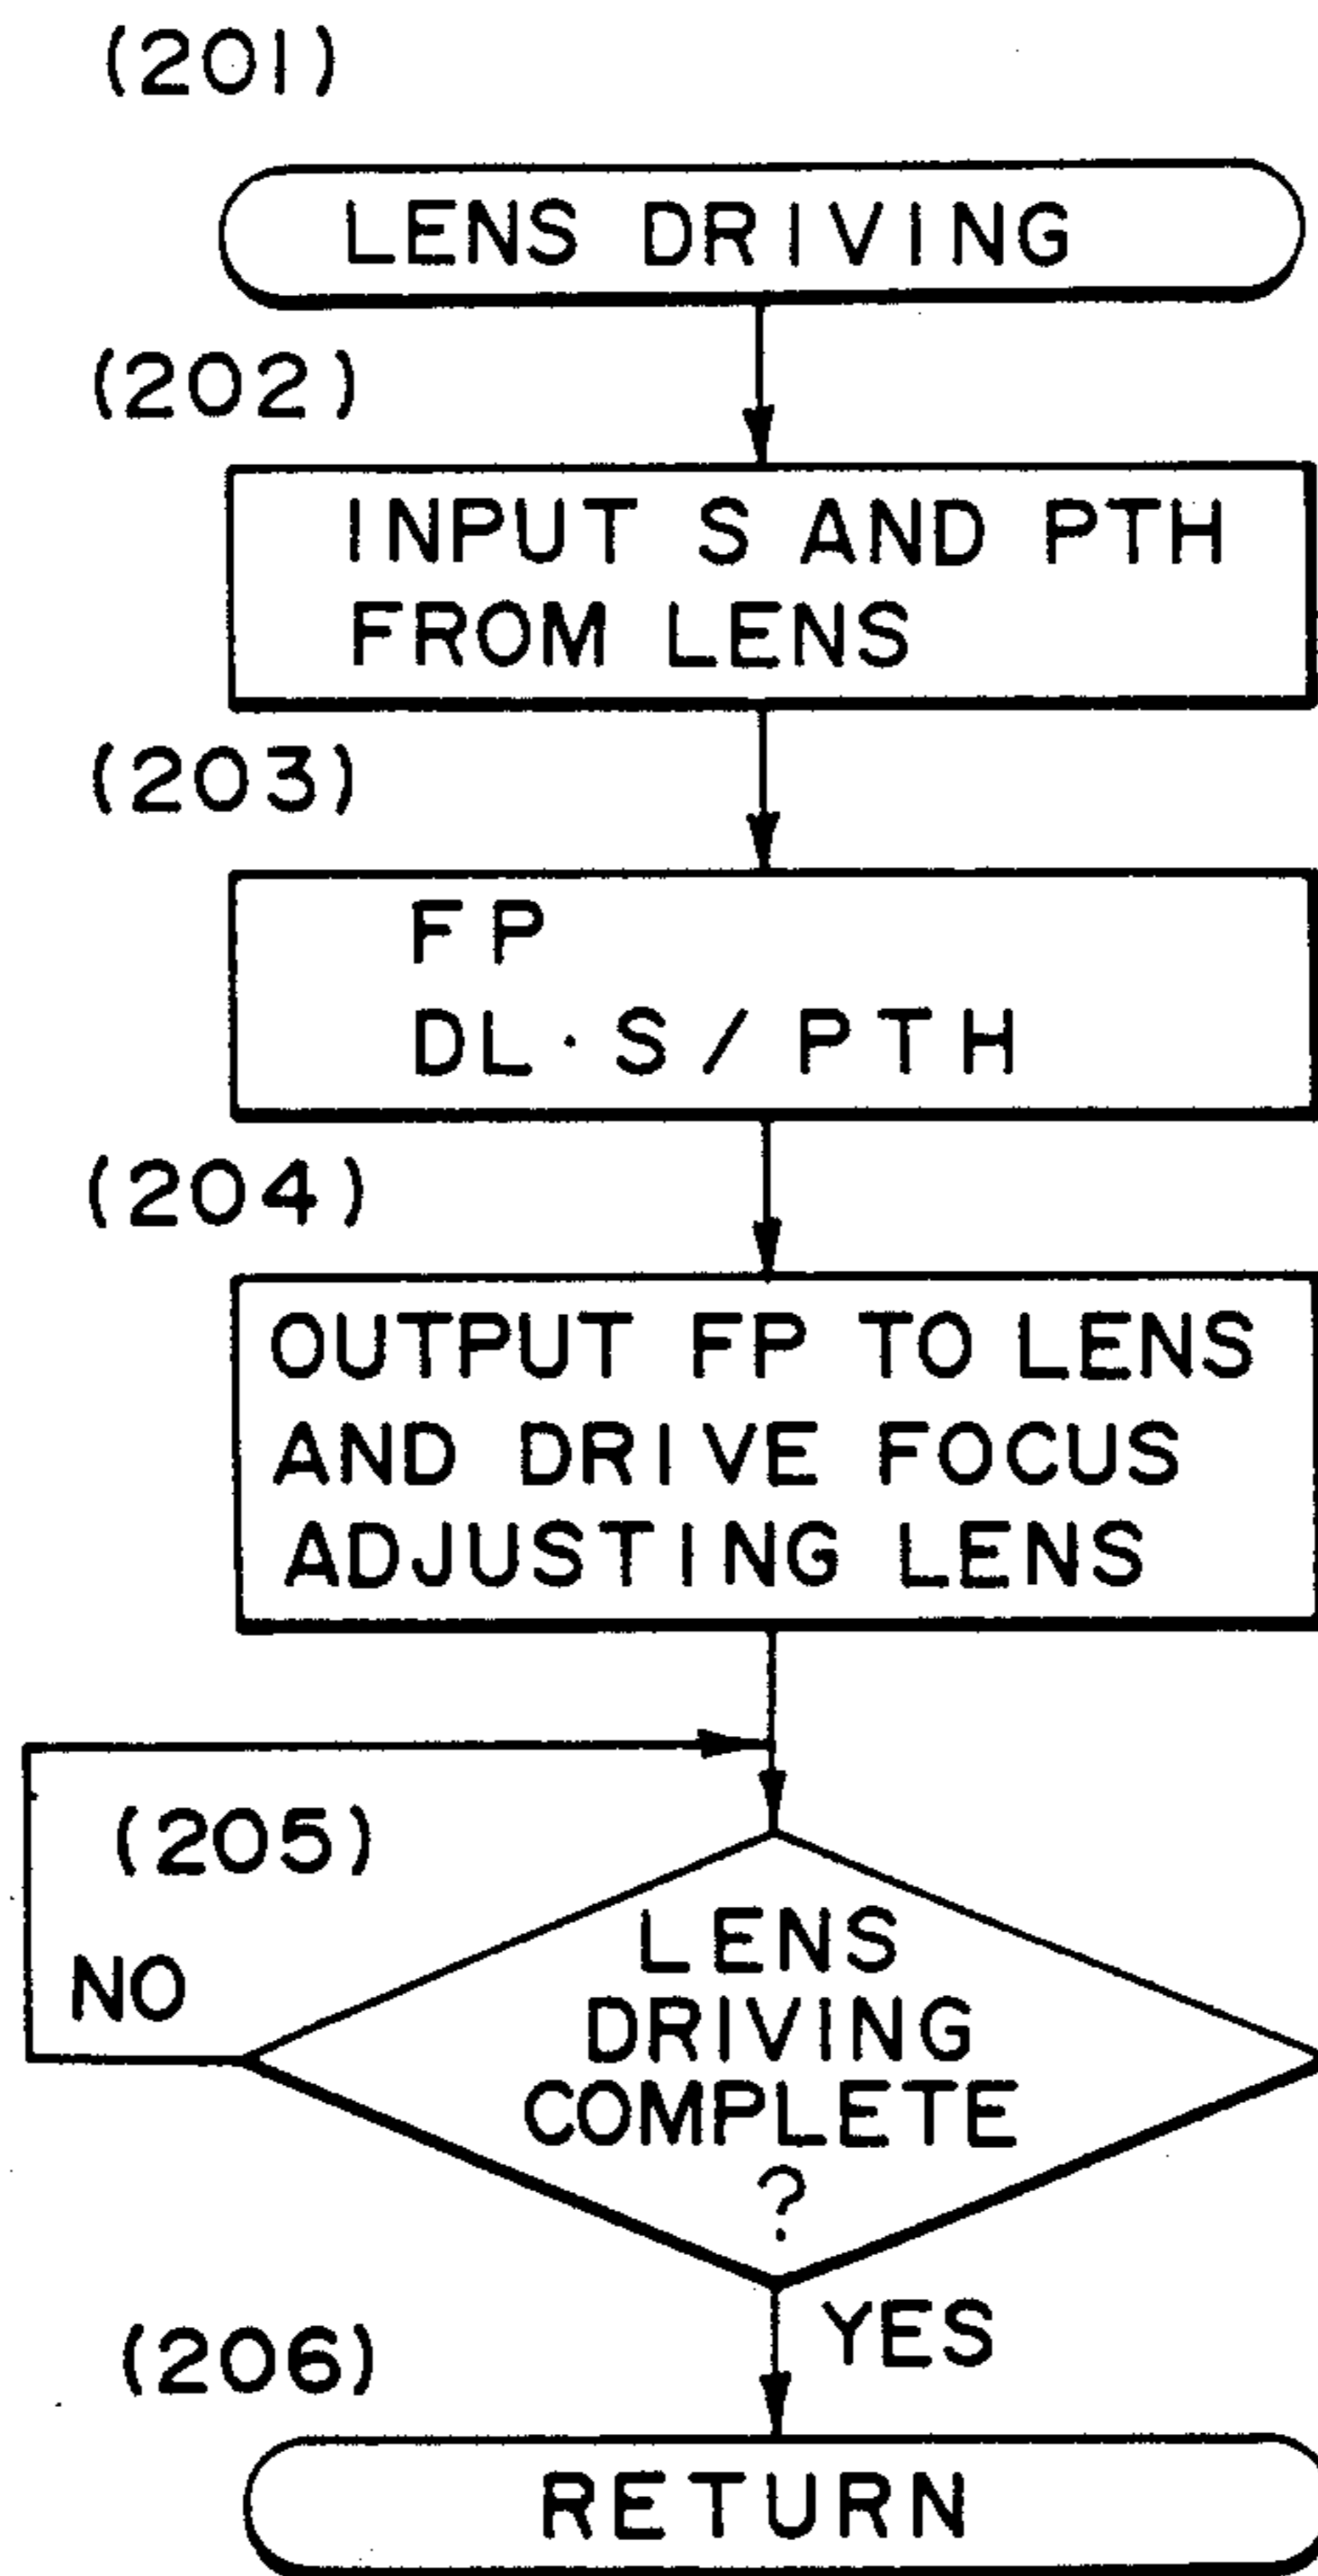 (201)
LENS DRIVING
(202)
INPUT S AND PTH
FROM LENS
(203)
FP
DL·S/PTH
(204)
OUTPUT FP TO LENS
AND DRIVE FOCUS
ADJUSTING LENS
(205)
NO
LENS
DRIVING
COMPLETE
?
YES
(206)
RETURN